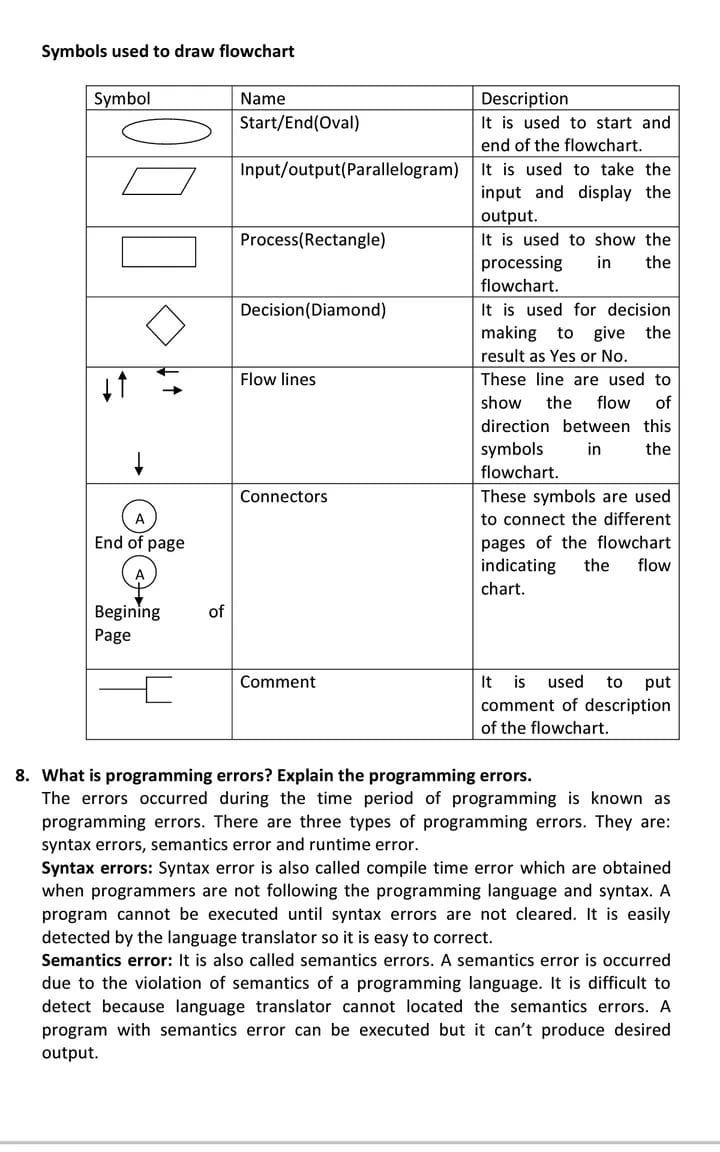 Symbols used to draw flowchart
Symbol
Name
Description
Start/End(Oval)
It is used to start and
end of the flowchart.
Input/output(Parallelogram)
It is used to take the
input and display the
output.
Process(Rectangle)
It is used to show the
processing in the
flowchart.
Decision(Diamond)
It is used for decision
making to give the
result as Yes or No.
Flow lines
These line are used to
show the flow of
direction between this
symbols in the
flowchart.
A
End of page
A
Begining of
Page
Connectors
These symbols are used
to connect the different
pages of the flowchart
indicating the flow
chart.
Comment
It is used to put
comment of description
of the flowchart.
8. What is programming errors? Explain the programming errors.
The errors occurred during the time period of programming is known as
programming errors. There are three types of programming errors. They are:
syntax errors, semantics error and runtime error.
Syntax errors: Syntax error is also called compile time error which are obtained
when programmers are not following the programming language and syntax. A
program cannot be executed until syntax errors are not cleared. It is easily
detected by the language translator so it is easy to correct.
Semantics error: It is also called semantics errors. A semantics error is occurred
due to the violation of semantics of a programming language. It is difficult to
detect because language translator cannot located the semantics errors. A
program with semantics error can be executed but it can't produce desired
output.